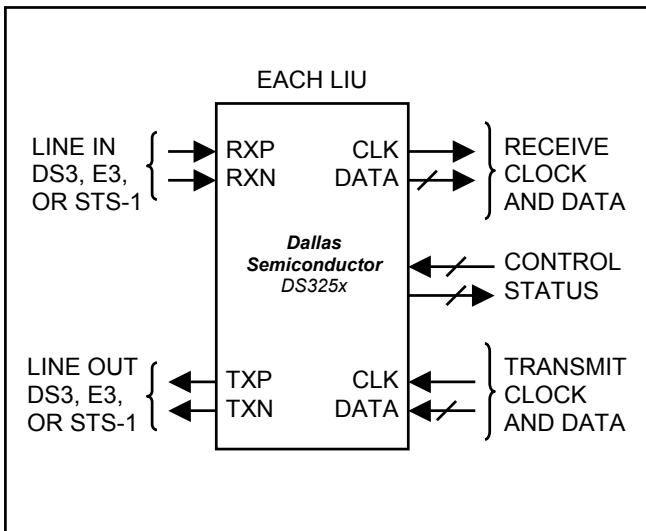 EACH LIU
LINE IN
DS3, E3,
OR STS-1
RXP
RXN
CLK
DATA
RECEIVE
CLOCK
AND DATA
Dallas
Semiconductor
DS325x
CONTROL
STATUS
LINE OUT
DS3, E3,
OR STS-1
TXP
TXN
CLK
DATA
TRANSMIT
CLOCK
AND DATA